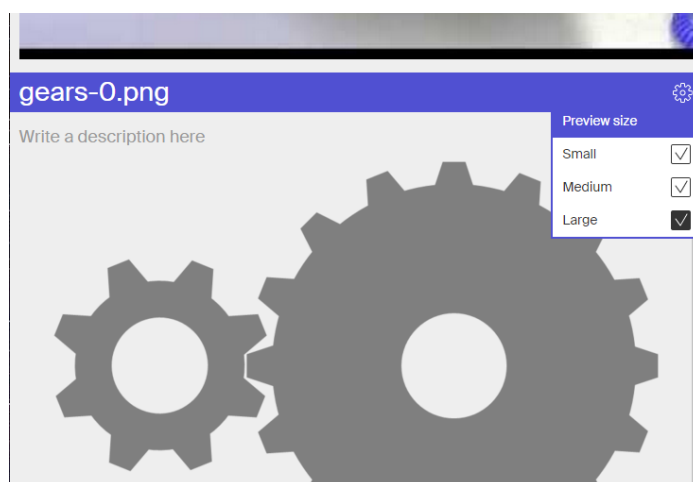 gears-0.png
Preview size
Write a description here
Small
Medium
Large